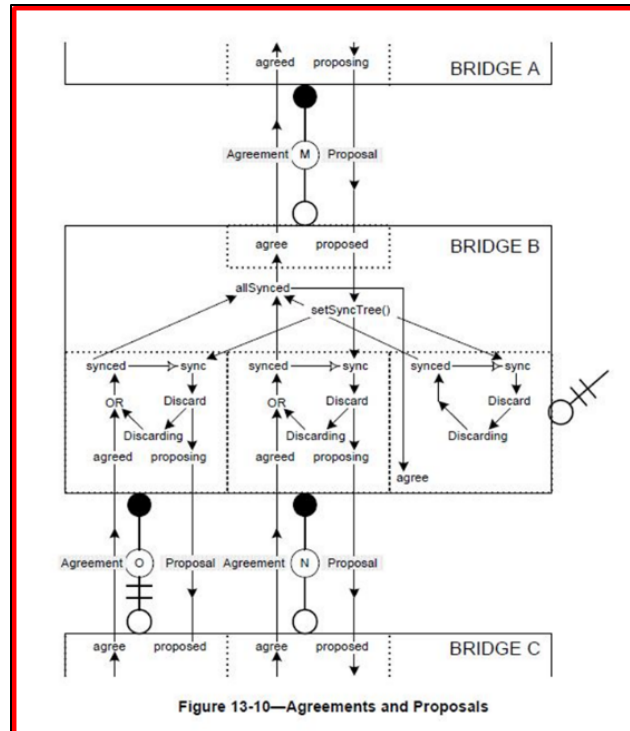 agreed proposing
BRIDGE A
Agreement M Proposal
agree proposed
BRIDGE B
allSynced
setSyncTree()
synced sync synced sync synced sync
OR Discard OR Discard Discard
Discarding Discarding Discarding
agreed proposing agreed proposing
agree
Agreement O Proposal Agreement N Proposal
agree proposed agree proposed
BRIDGE C
Figure 13-10—Agreements and Proposals